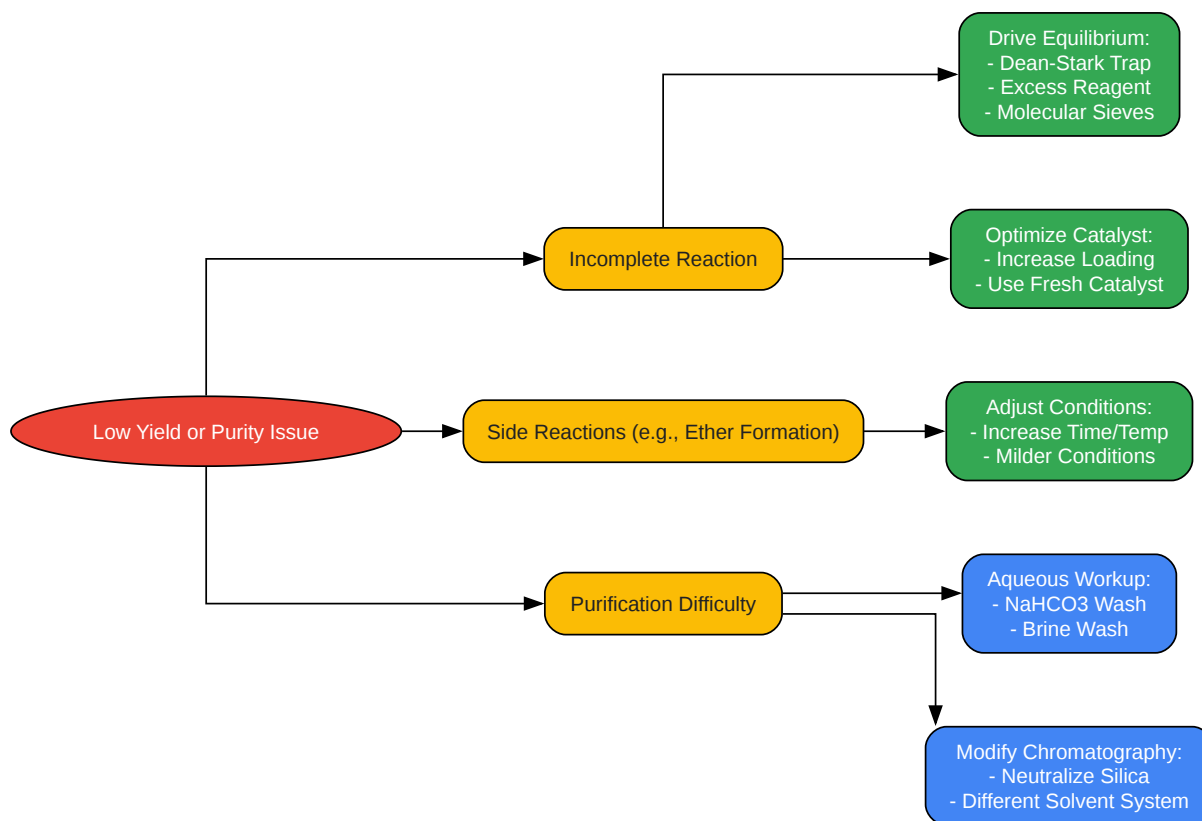 Drive Equilibrium:
- Dean-Stark Trap
- Excess Reagent
- Molecular Sieves
Optimize Catalyst:
- Increase Loading
- Use Fresh Catalyst
Incomplete Reaction
Low Yield or Purity Issue
Side Reactions (e.g., Ether Formation)
Adjust Conditions:
- Increase Time/Temp
- Milder Conditions
Purification Difficulty
Aqueous Workup:
- NaHCO3 Wash
- Brine Wash
Modify Chromatography:
- Neutralize Silica
- Different Solvent System